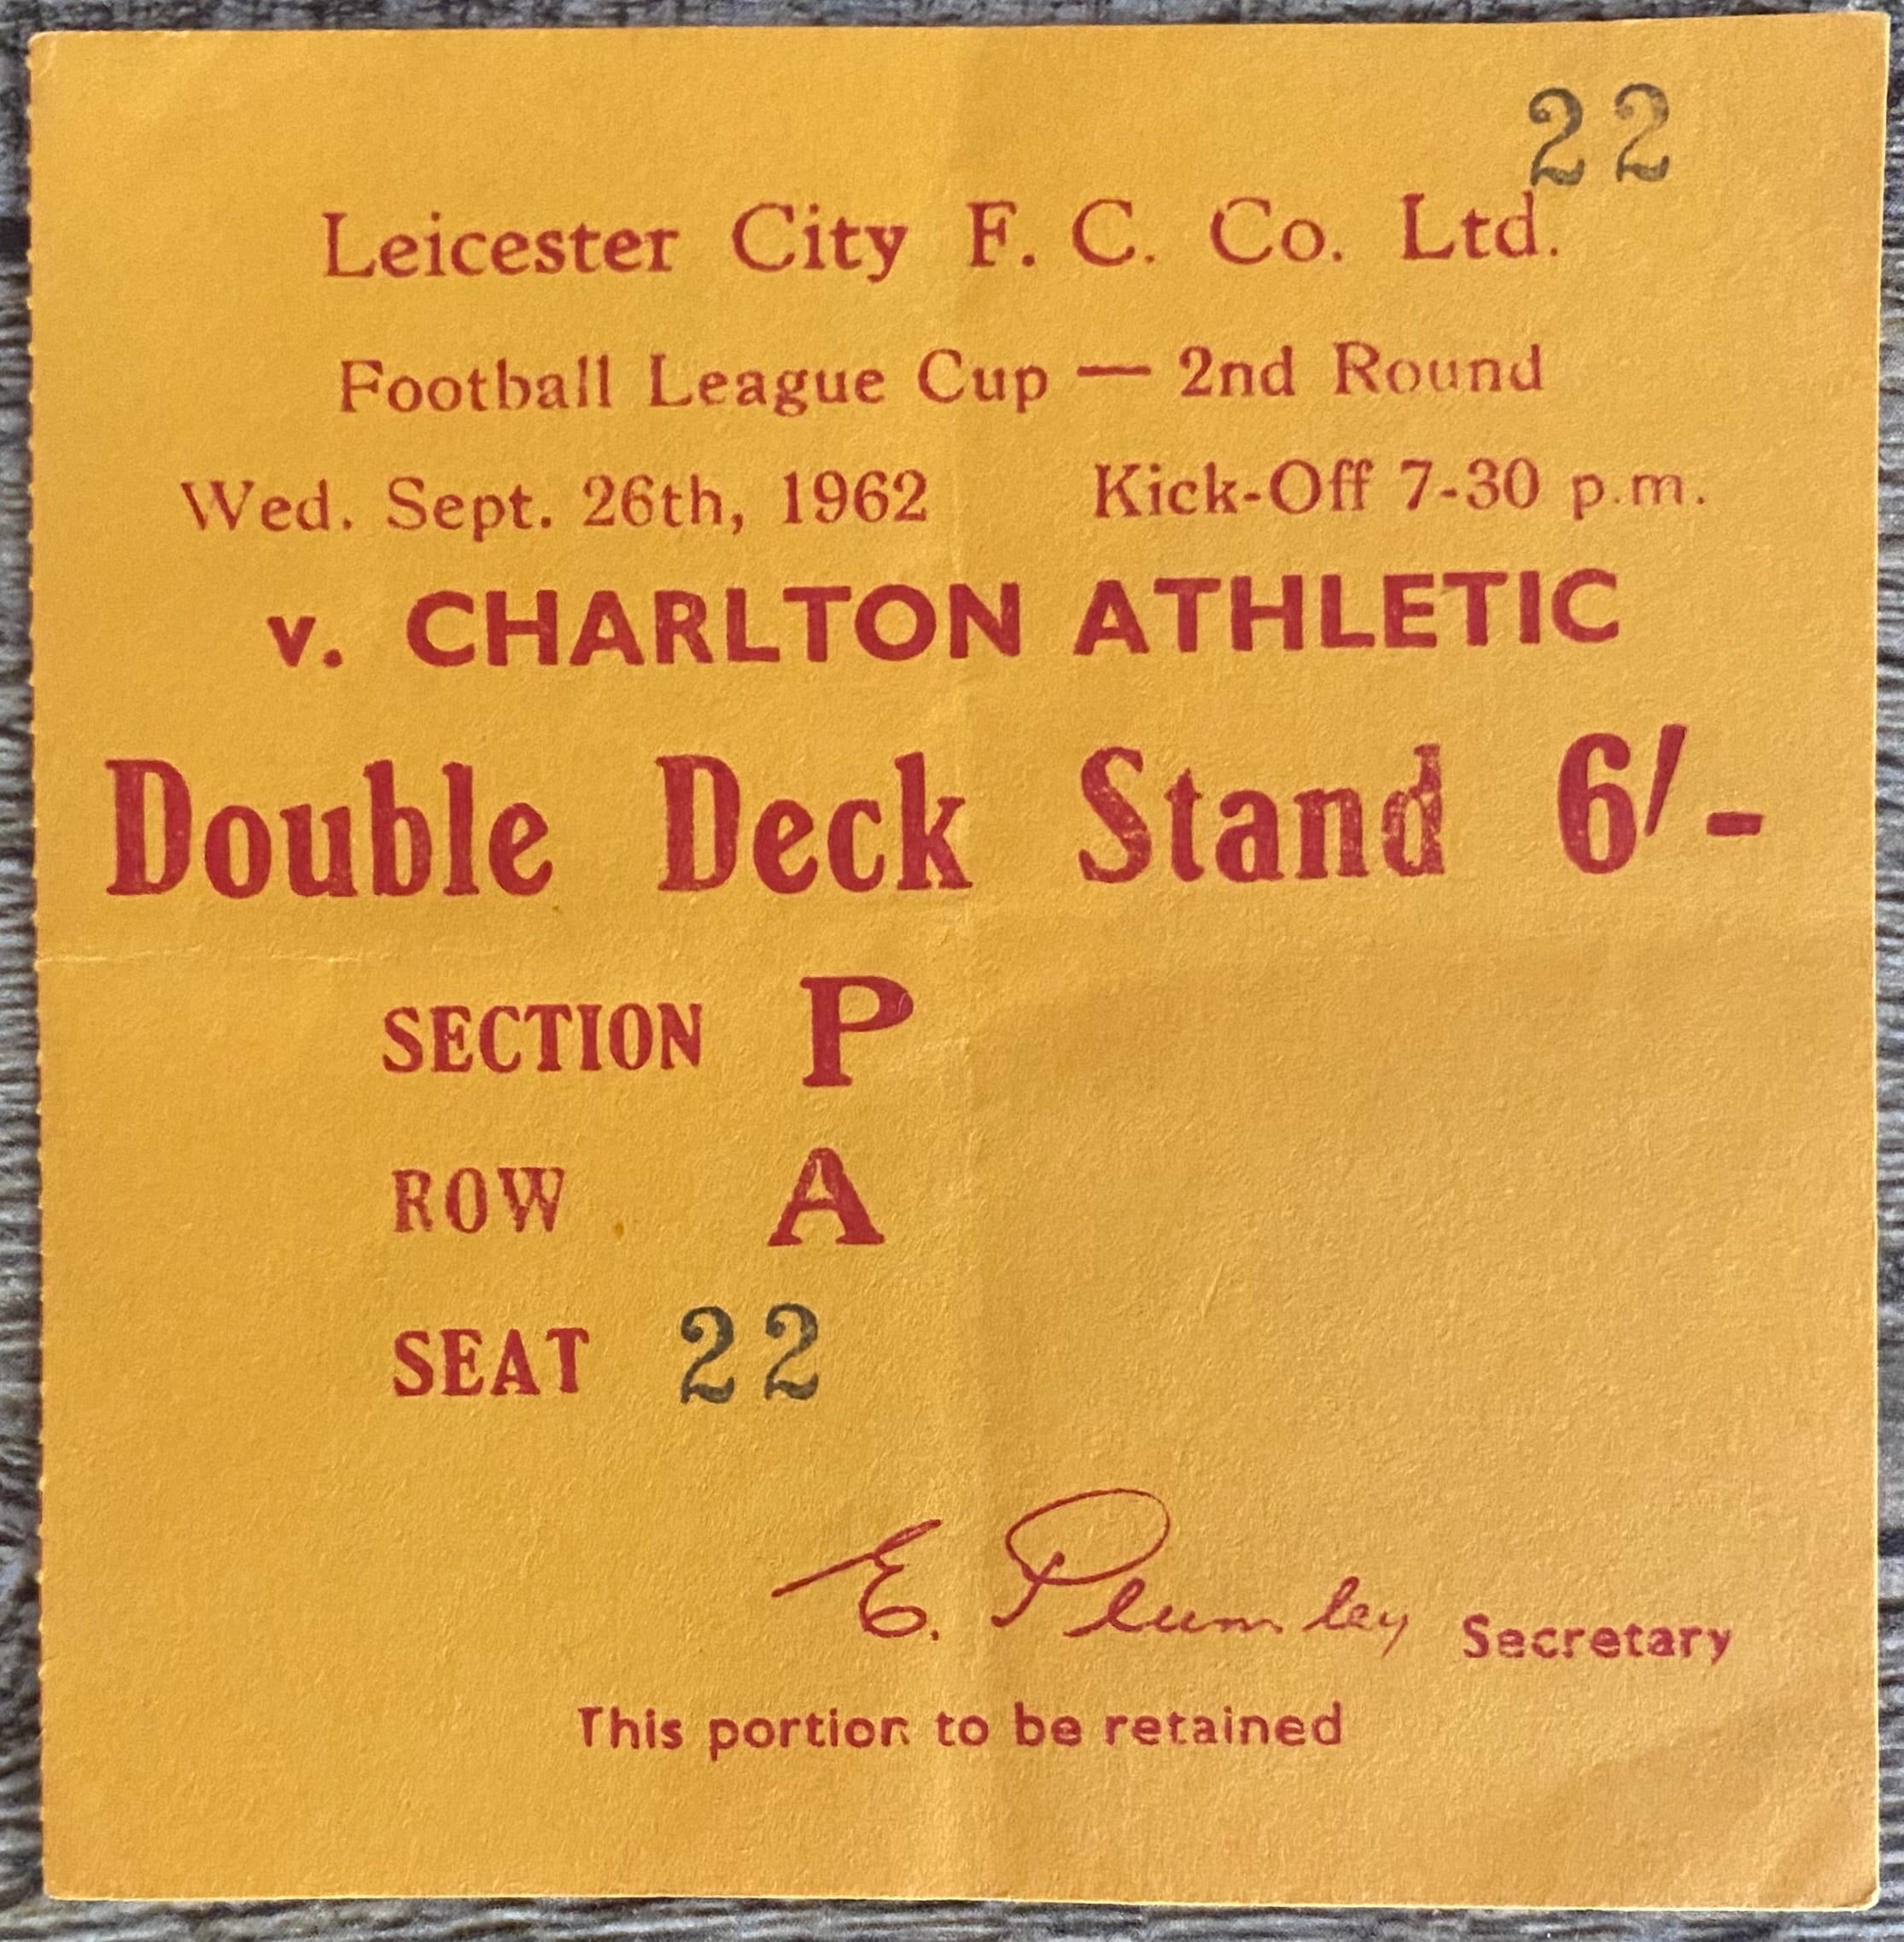 22
Leicester City F. C. Co. Ltd.
Football League Cup — 2nd Round
Wed. Sept. 26th, 1962 Kick-Off 7-30 p.m.
v. CHARLTON ATHLETIC
Double Deck Stand 6/-
SECTION P
ROW A
SEAT 22
E. Plumley Secretary
This portion to be retained